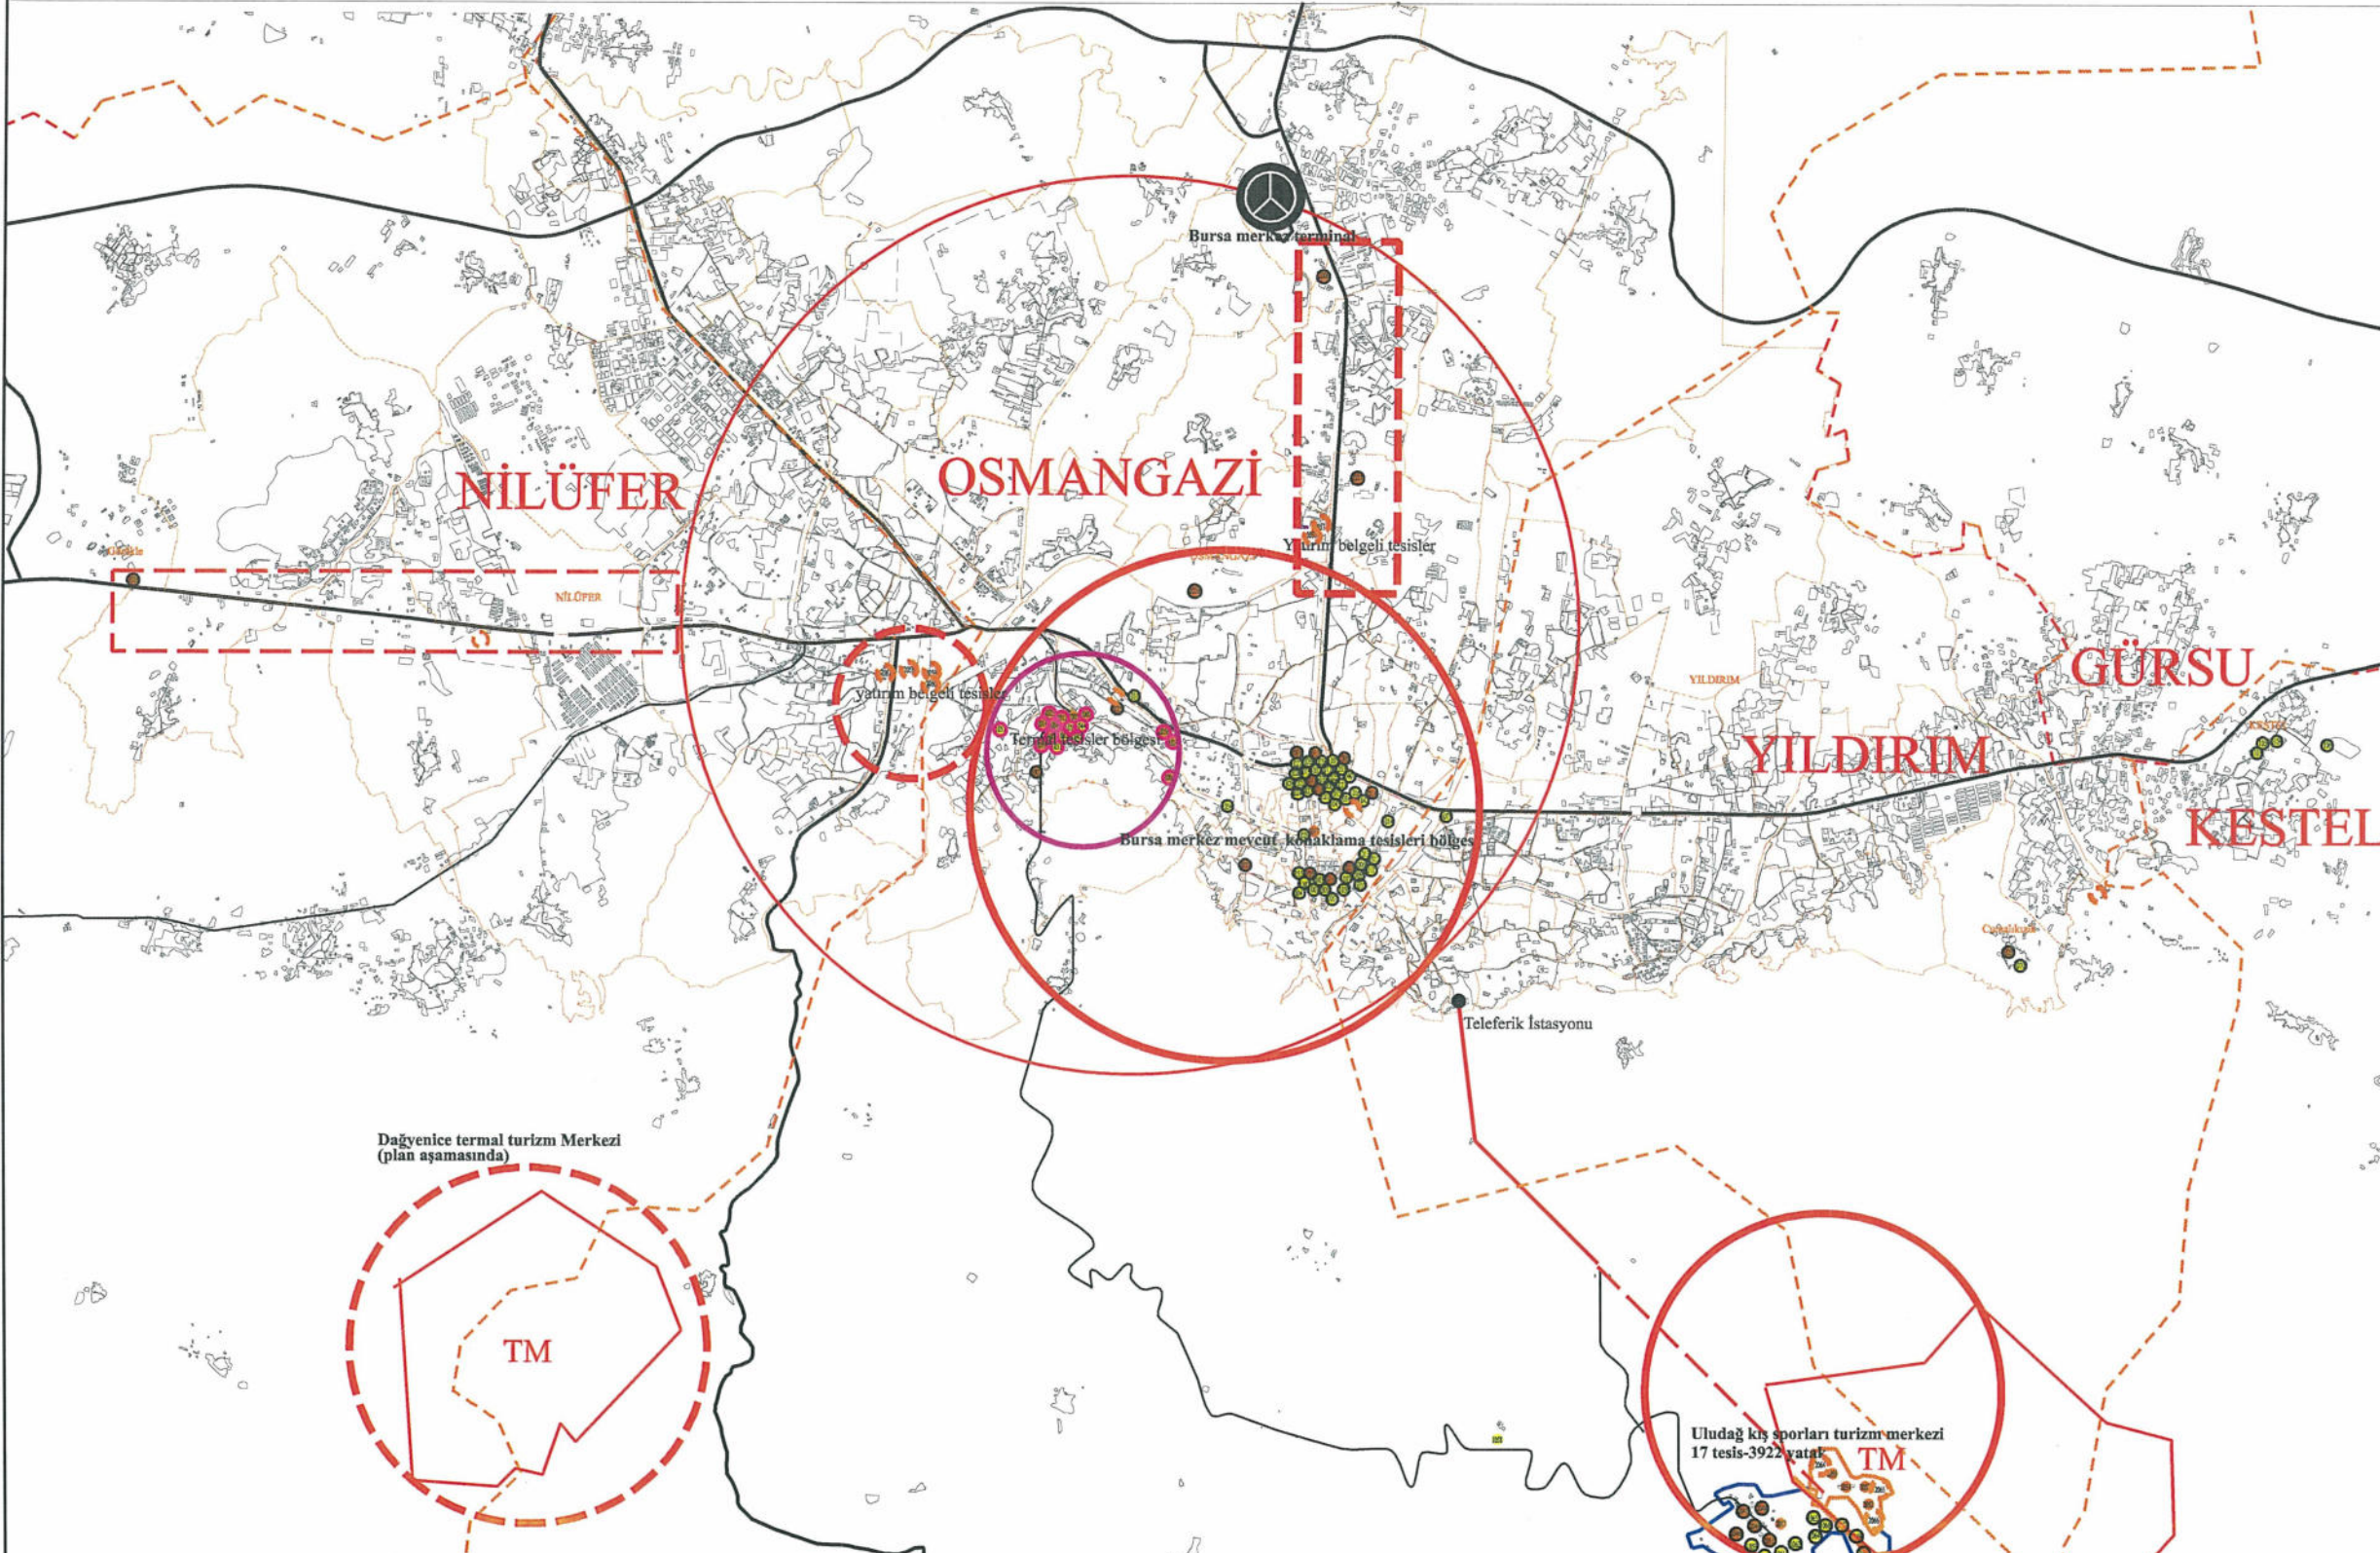 Bursa merkez terminal
NİLÜFER
OSMANGAZİ
Yatırım belgeli tesisler
NİLÜFER
GÜRSU
YILDIRIM
yatırım belgeli tesisler
Termal tesisler bölgesi
YILDIRIM
KESTEL
KESTEL
Bursa merkez mevcut konaklama tesisleri bölges
Teleferik İstasyonu
Dağyenice termal turizm Merkezi
(plan aşamasında)
TM
Uludağ kış sporları turizm merkezi
17 tesis-3922 yatak
TM